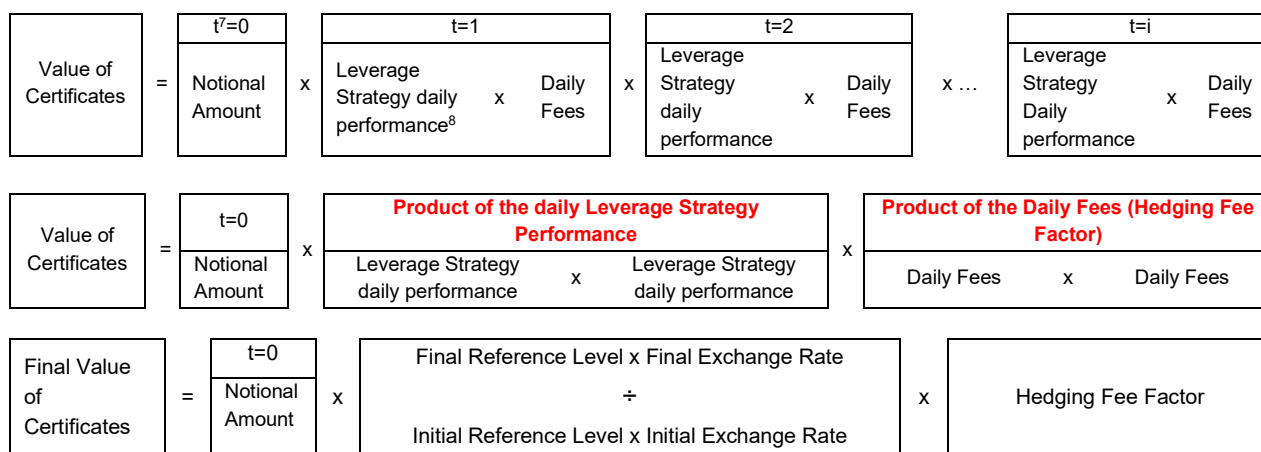 t7=0
t=1
t=2
t=i
Value of
Certificates
=
Notional
Amount
x
Leverage
Strategy daily
performance8
x
Daily
Fees
x
Leverage
Strategy
daily
performance
x
Daily
Fees
x ...
Leverage
Strategy
Daily
performance
x
Daily
Fees
Value of
Certificates
=
t=0
Notional
Amount
x
Product of the daily Leverage Strategy
Performance
Leverage Strategy
daily performance
x
Leverage Strategy
daily performance
x
Product of the Daily Fees (Hedging Fee
Factor)
Daily Fees x Daily Fees
Final Value
of
Certificates
=
t=0
Notional
Amount
x
Final Reference Level x Final Exchange Rate
÷
Initial Reference Level x Initial Exchange Rate
x
Hedging Fee Factor